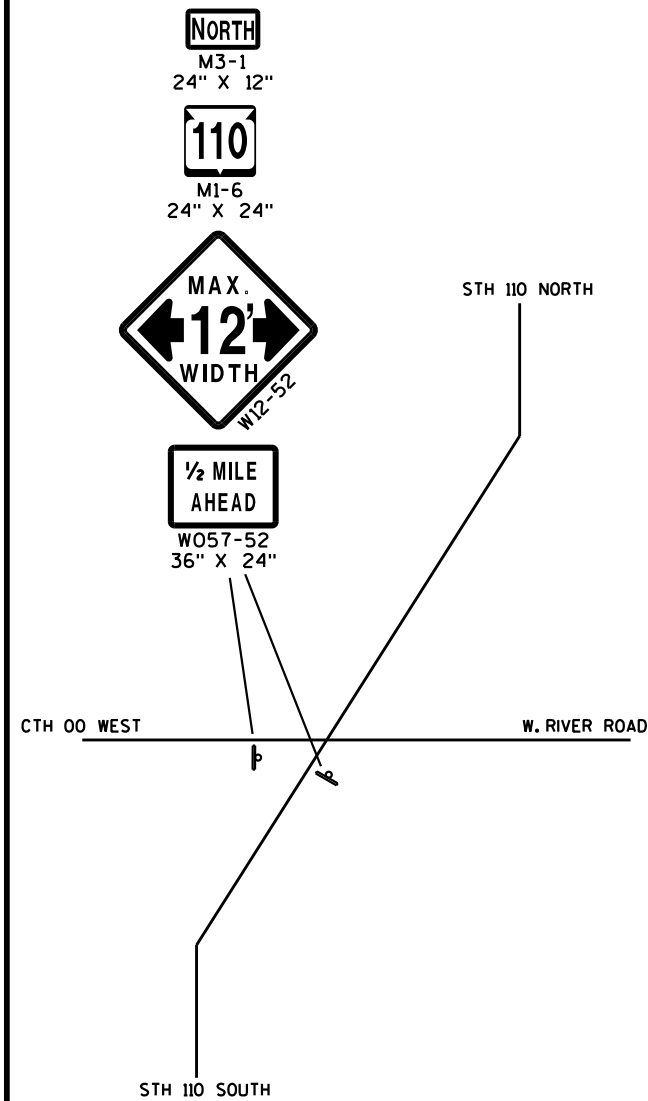 NORTH
M3-1
24" X 12"
110
M1-6
24" X 24"
MAX.
12'
WIDTH
W12-52
½ MILE
AHEAD
WO57-52
36" X 24"
STH 110 NORTH
CTH OO WEST
W. RIVER ROAD
STH 110 SOUTH